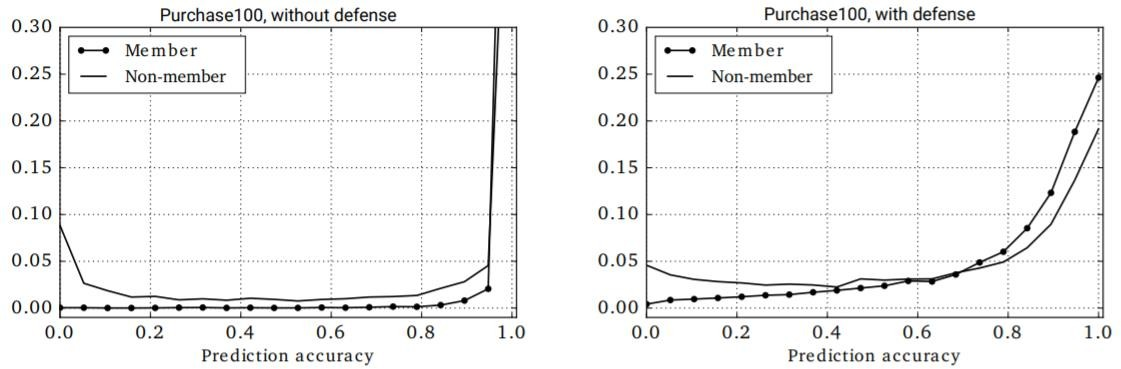 Purchase100, without defense
0.30
0.25
0.20
0.15
0.10
0.05
0.00
Member
Non-member
0.0 0.2 0.4 0.6 0.8 1.0
Prediction accuracy
Purchase100, with defense
0.30
0.25
0.20
0.15
0.10
0.05
0.00
Member
Non-member
0.0 0.2 0.4 0.6 0.8 1.0
Prediction accuracy